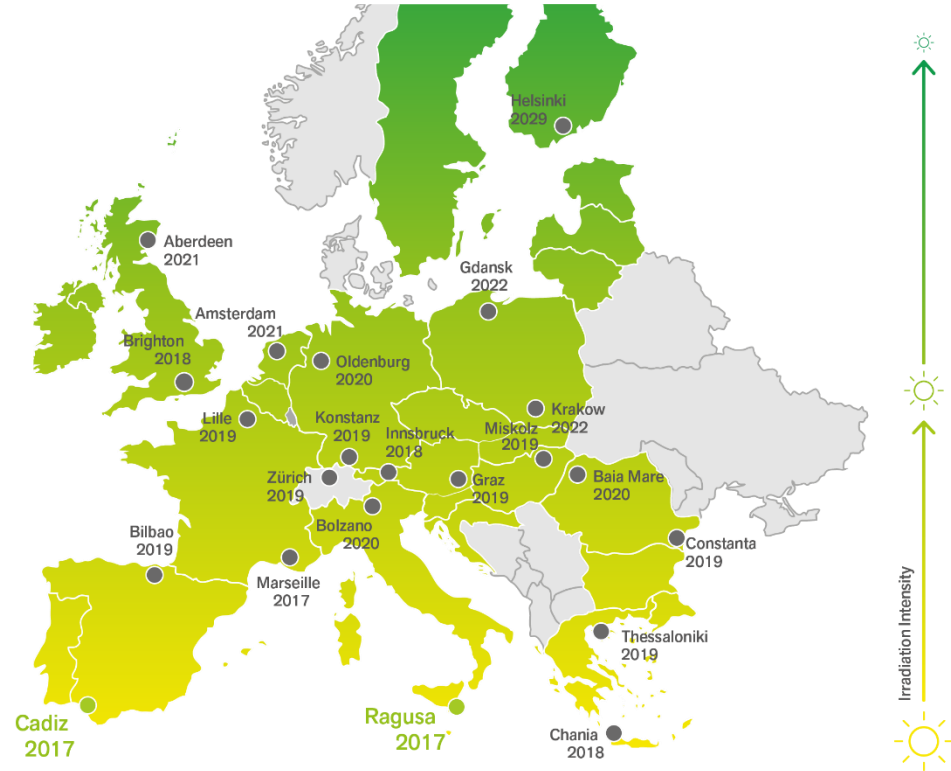 Helsinki
2029
Aberdeen
2021
Gdansk
2022
Amsterdam
2021
Brighton
2018
Oldenburg
2020
Lille
2019
Konstanz
2019
Innsbruck
2018
Krakow
2022
Miskolz
2019
Zürich
2019
Graz
2019
Baia Mare
2020
Bolzano
2020
Bilbao
2019
Constanta
2019
Marseille
2017
Thessaloniki
2019
Cadiz
2017
Ragusa
2017*
Chania
2018
Irradiation Intensity